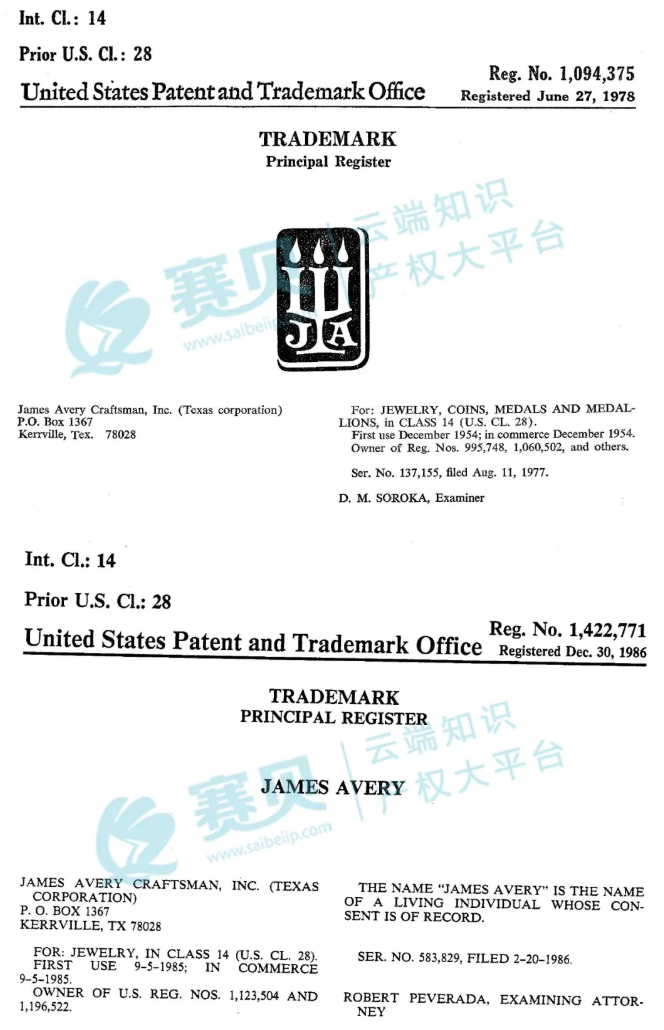 Int. Cl.: 14
Prior U.S. Cl.: 28
United States Patent and Trademark Office
Reg. No. 1,094,375
Registered June 27, 1978
TRADEMARK
Principal Register
J A
赛贝
www.saibeiip.com
云端知识
产权大平台
James Avery Craftsman, Inc. (Texas corporation)
P.O. Box 1367
Kerrville, Tex. 78028
For: JEWELRY, COINS, MEDALS AND MEDAL-
LIONS, in CLASS 14 (U.S. CL. 28).
First use December 1954; in commerce December 1954.
Owner of Reg. Nos. 995,748, 1,060,502, and others.
Ser. No. 137,155, filed Aug. 11, 1977.
D. M. SOROKA, Examiner
Int. Cl.: 14
Prior U.S. Cl.: 28
United States Patent and Trademark Office
Reg. No. 1,422,771
Registered Dec. 30, 1986
TRADEMARK
PRINCIPAL REGISTER
JAMES AVERY
赛贝
www.saibeiip.com
云端知识
产权大平台
JAMES AVERY CRAFTSMAN, INC. (TEXAS
CORPORATION)
P. O. BOX 1367
KERRVILLE, TX 78028
FOR: JEWELRY, IN CLASS 14 (U.S. CL. 28).
FIRST USE 9-5-1985; IN COMMERCE
9-5-1985.
OWNER OF U.S. REG. NOS. 1,123,504 AND
1,196,522.
THE NAME "JAMES AVERY" IS THE NAME
OF A LIVING INDIVIDUAL WHOSE CON-
SENT IS OF RECORD.
SER. NO. 583,829, FILED 2-20-1986.
ROBERT PEVERADA, EXAMINING ATTOR-
NEY